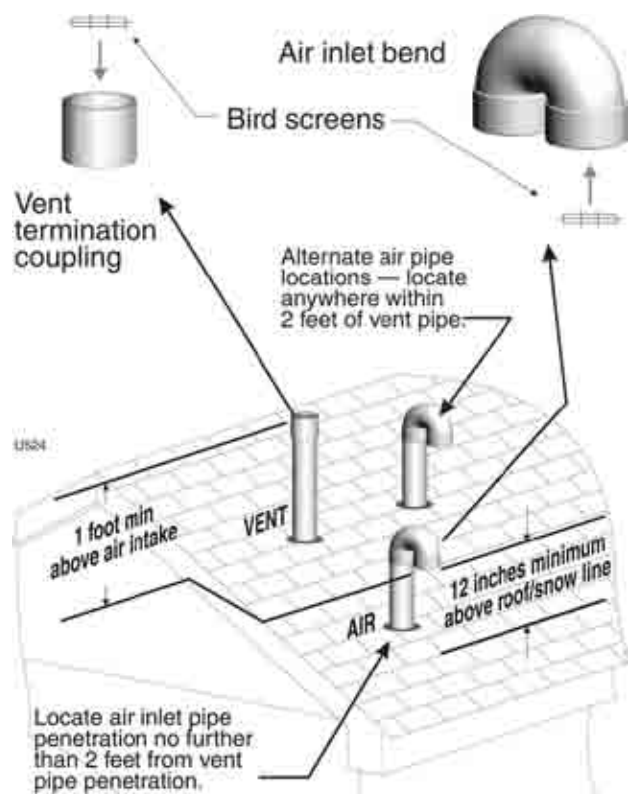 Air inlet bend
Bird screens
Vent
termination
coupling
Alternate air pipe
locations — locate
anywhere within
2 feet of vent pipe.
U524
1 foot min
above air intake
VENT
12 inches minimum
above roof/snow line
AIR
Locate air inlet pipe
penetration no further
than 2 feet from vent
pipe penetration.